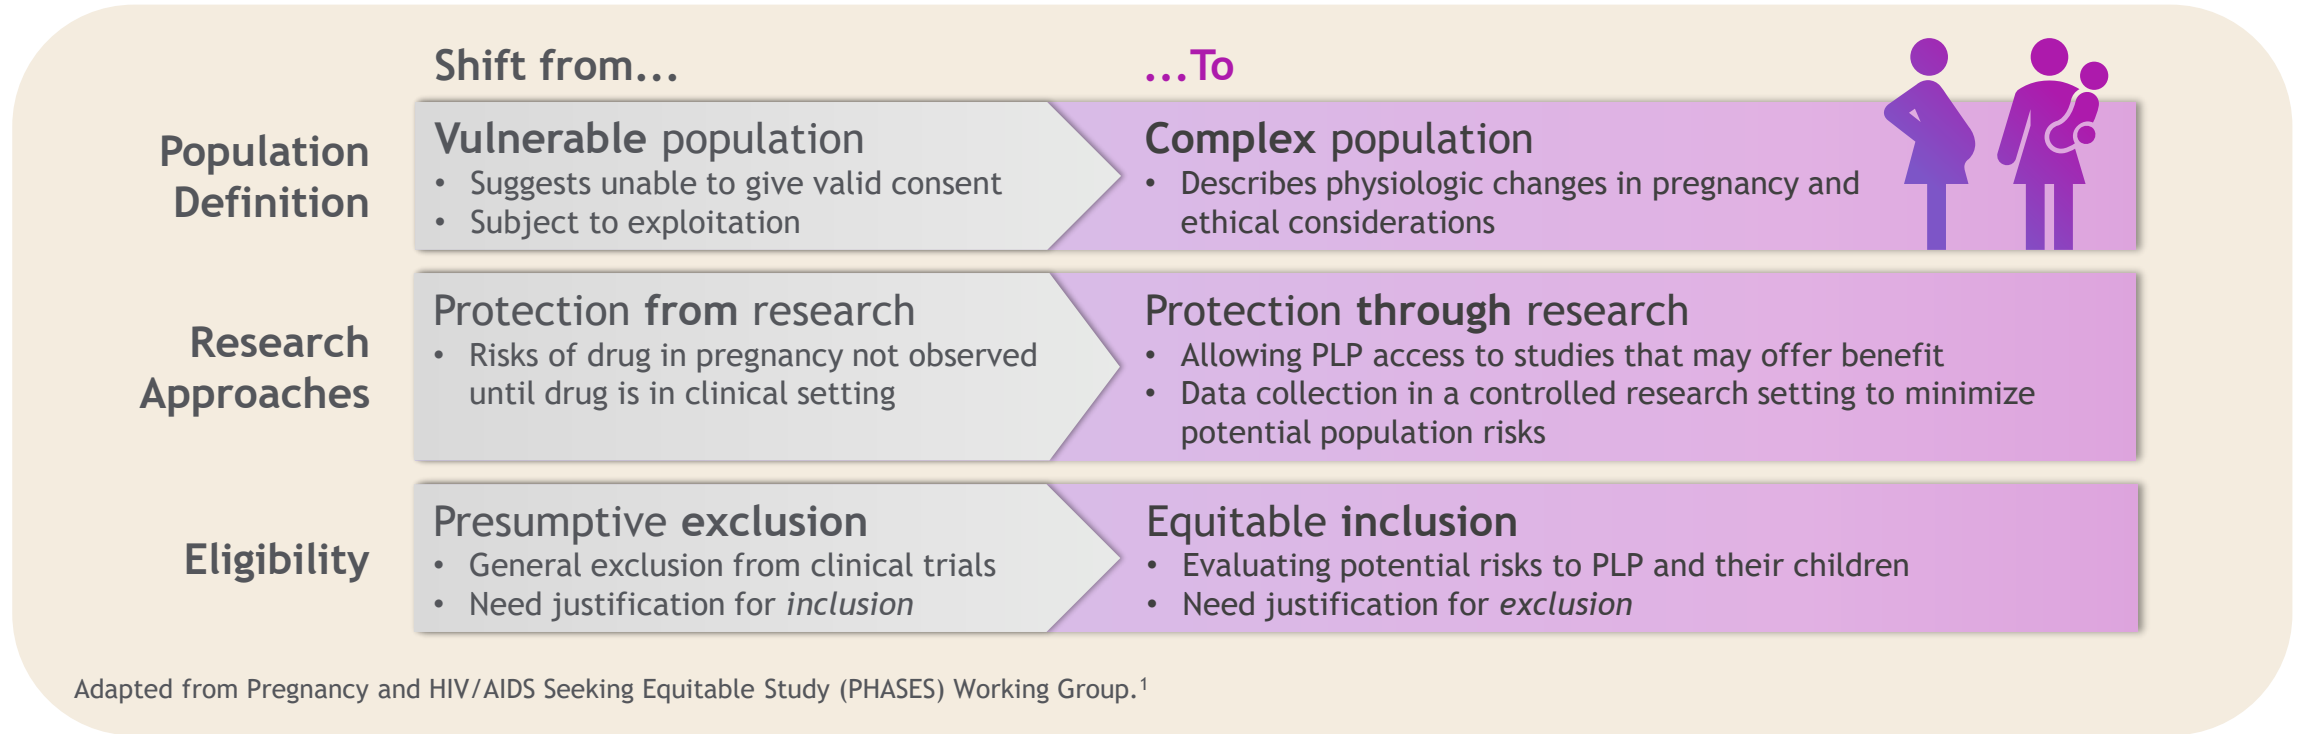 Shift from...
...To
Population
Definition
Vulnerable population
• Suggests unable to give valid consent
• Subject to exploitation
Complex population
• Describes physiologic changes in pregnancy and
ethical considerations
Research
Approaches
Protection from research
• Risks of drug in pregnancy not observed
until drug is in clinical setting
Protection through research
• Allowing PLP access to studies that may offer benefit
• Data collection in a controlled research setting to minimize
potential population risks
Eligibility
Presumptive exclusion
• General exclusion from clinical trials
• Need justification for inclusion
Equitable inclusion
• Evaluating potential risks to PLP and their children
• Need justification for exclusion
Adapted from Pregnancy and HIV/AIDS Seeking Equitable Study (PHASES) Working Group.¹